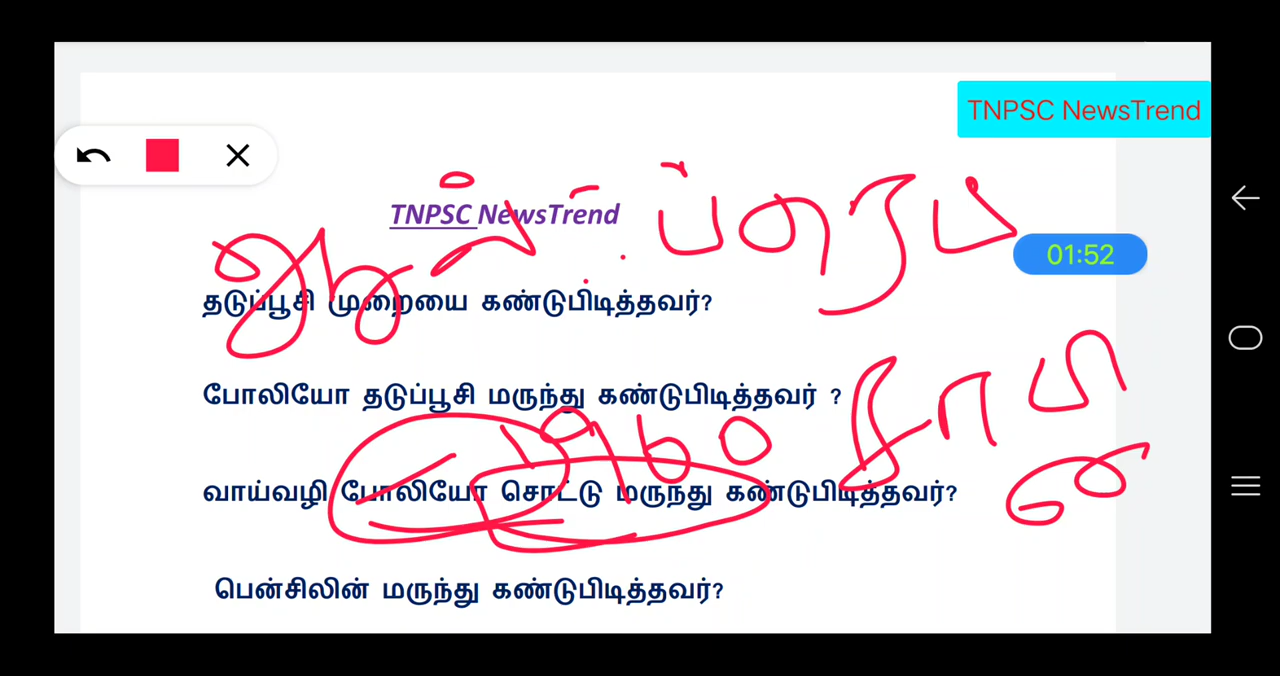 TNPSC NewsTrend
TNPSC NewsTrend
01:52
தடுப்பூசி முறையை கண்டுபிடித்தவர்?
போலியோ தடுப்பூசி மருந்து கண்டுபிடித்தவர் ?
1960
வாய்வழி போலியோ சொட்டு மருந்து கண்டுபிடித்தவர்?
பென்சிலின் மருந்து கண்டுபிடித்தவர்?